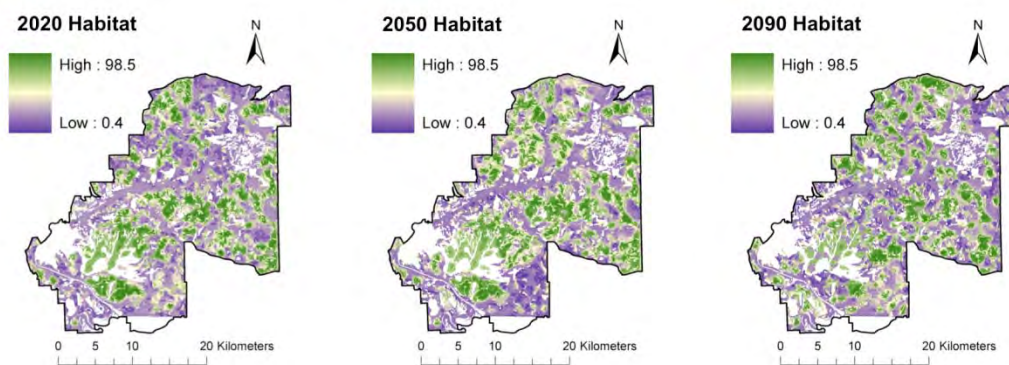 2020 Habitat
N
High : 98.5
Low : 0.4
0 5 10 20 Kilometers
2050 Habitat
N
High : 98.5
Low : 0.4
0 5 10 20 Kilometers
2090 Habitat
N
High : 98.5
Low : 0.4
0 5 10 20 Kilometers